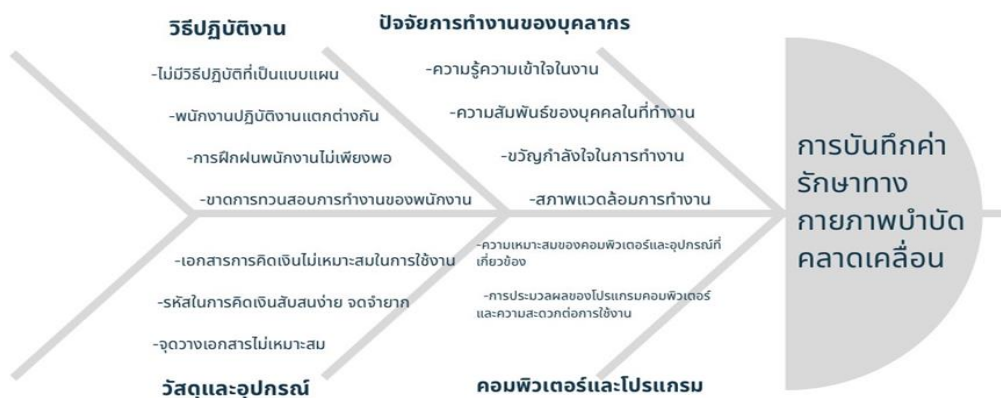 วิธีปฏิบัติงาน
-ไม่มีวิธีปฏิบัติที่เป็นแบบแผน
-พนักงานปฏิบัติงานแตกต่างกัน
-การฝึกฝนพนักงานไม่เพียงพอ
-ขาดการทวนสอบการทำงานของพนักงาน
ปัจจัยการทำงานของบุคลากร
-ความรู้ความเข้าใจในงาน
-ความสัมพันธ์ของบุคคลในที่ทำงาน
-ขวัญกำลังใจในการทำงาน
-สภาพแวดล้อมการทำงาน
-เอกสารการคิดเงินไม่เหมาะสมในการใช้งาน
-รหัสในการคิดเงินสับสนง่าย จดจำยาก
-จุดวางเอกสารไม่เหมาะสม
วัสดุและอุปกรณ์
-ความเหมาะสมของคอมพิวเตอร์และอุปกรณ์ที่
เกี่ยวข้อง
-การประมวลผลของโปรแกรมคอมพิวเตอร์
และความสะดวกต่อการใช้งาน
คอมพิวเตอร์และโปรแกรม
การบันทึกค่า
รักษาทาง
กายภาพบำบัด
คลาดเคลื่อน